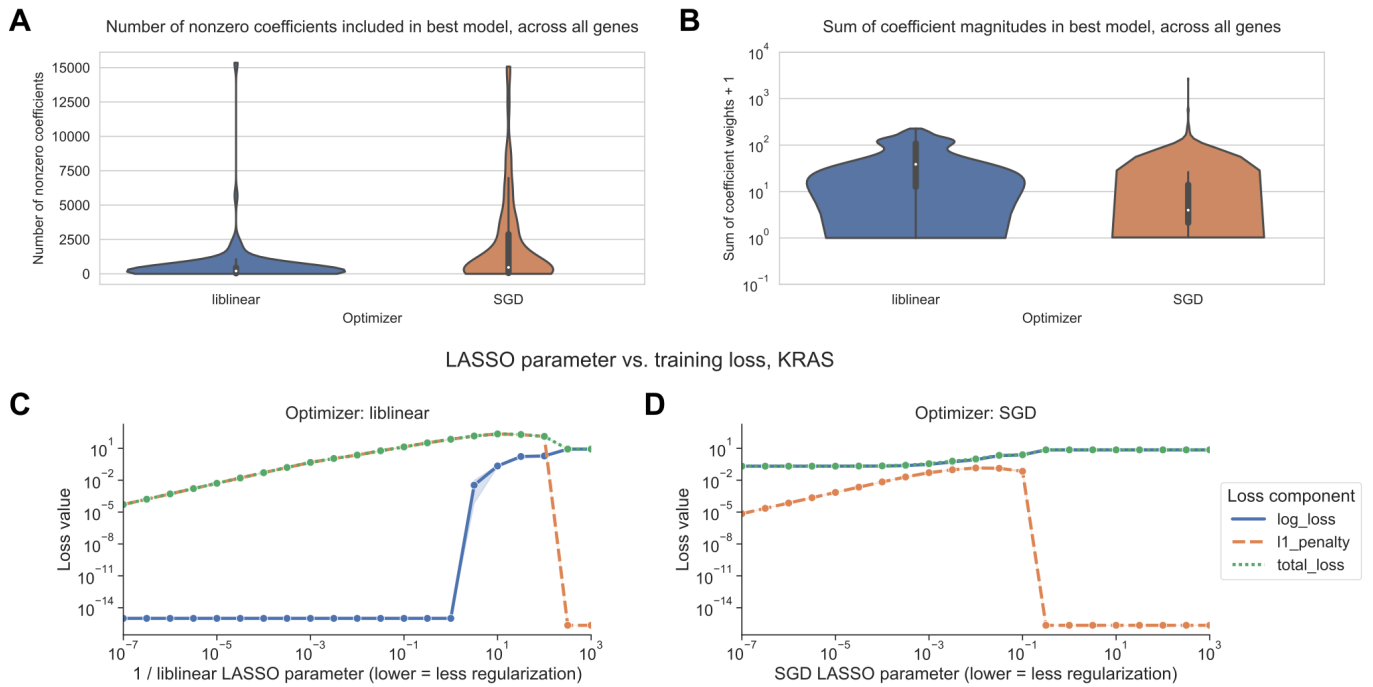 A
Number of nonzero coefficients included in best model, across all genes
Number of nonzero coefficients
15000
12500
10000
7500
5000
2500
0
liblinear
SGD
Optimizer
B
Sum of coefficient magnitudes in best model, across all genes
Sum of coefficient weights + 1
10^4
10^3
10^2
10^1
10^0
10^-1
liblinear
SGD
Optimizer
LASSO parameter vs. training loss, KRAS
C
Optimizer: liblinear
Loss value
10^1
10^-2
10^-5
10^-8
10^-11
10^-14
10^-7
10^-5
10^-3
10^-1
10^1
10^3
1 / liblinear LASSO parameter (lower = less regularization)
D
Optimizer: SGD
Loss value
10^1
10^-2
10^-5
10^-8
10^-11
10^-14
10^-7
10^-5
10^-3
10^-1
10^1
10^3
SGD LASSO parameter (lower = less regularization)
Loss component
log_loss
l1_penalty
total_loss